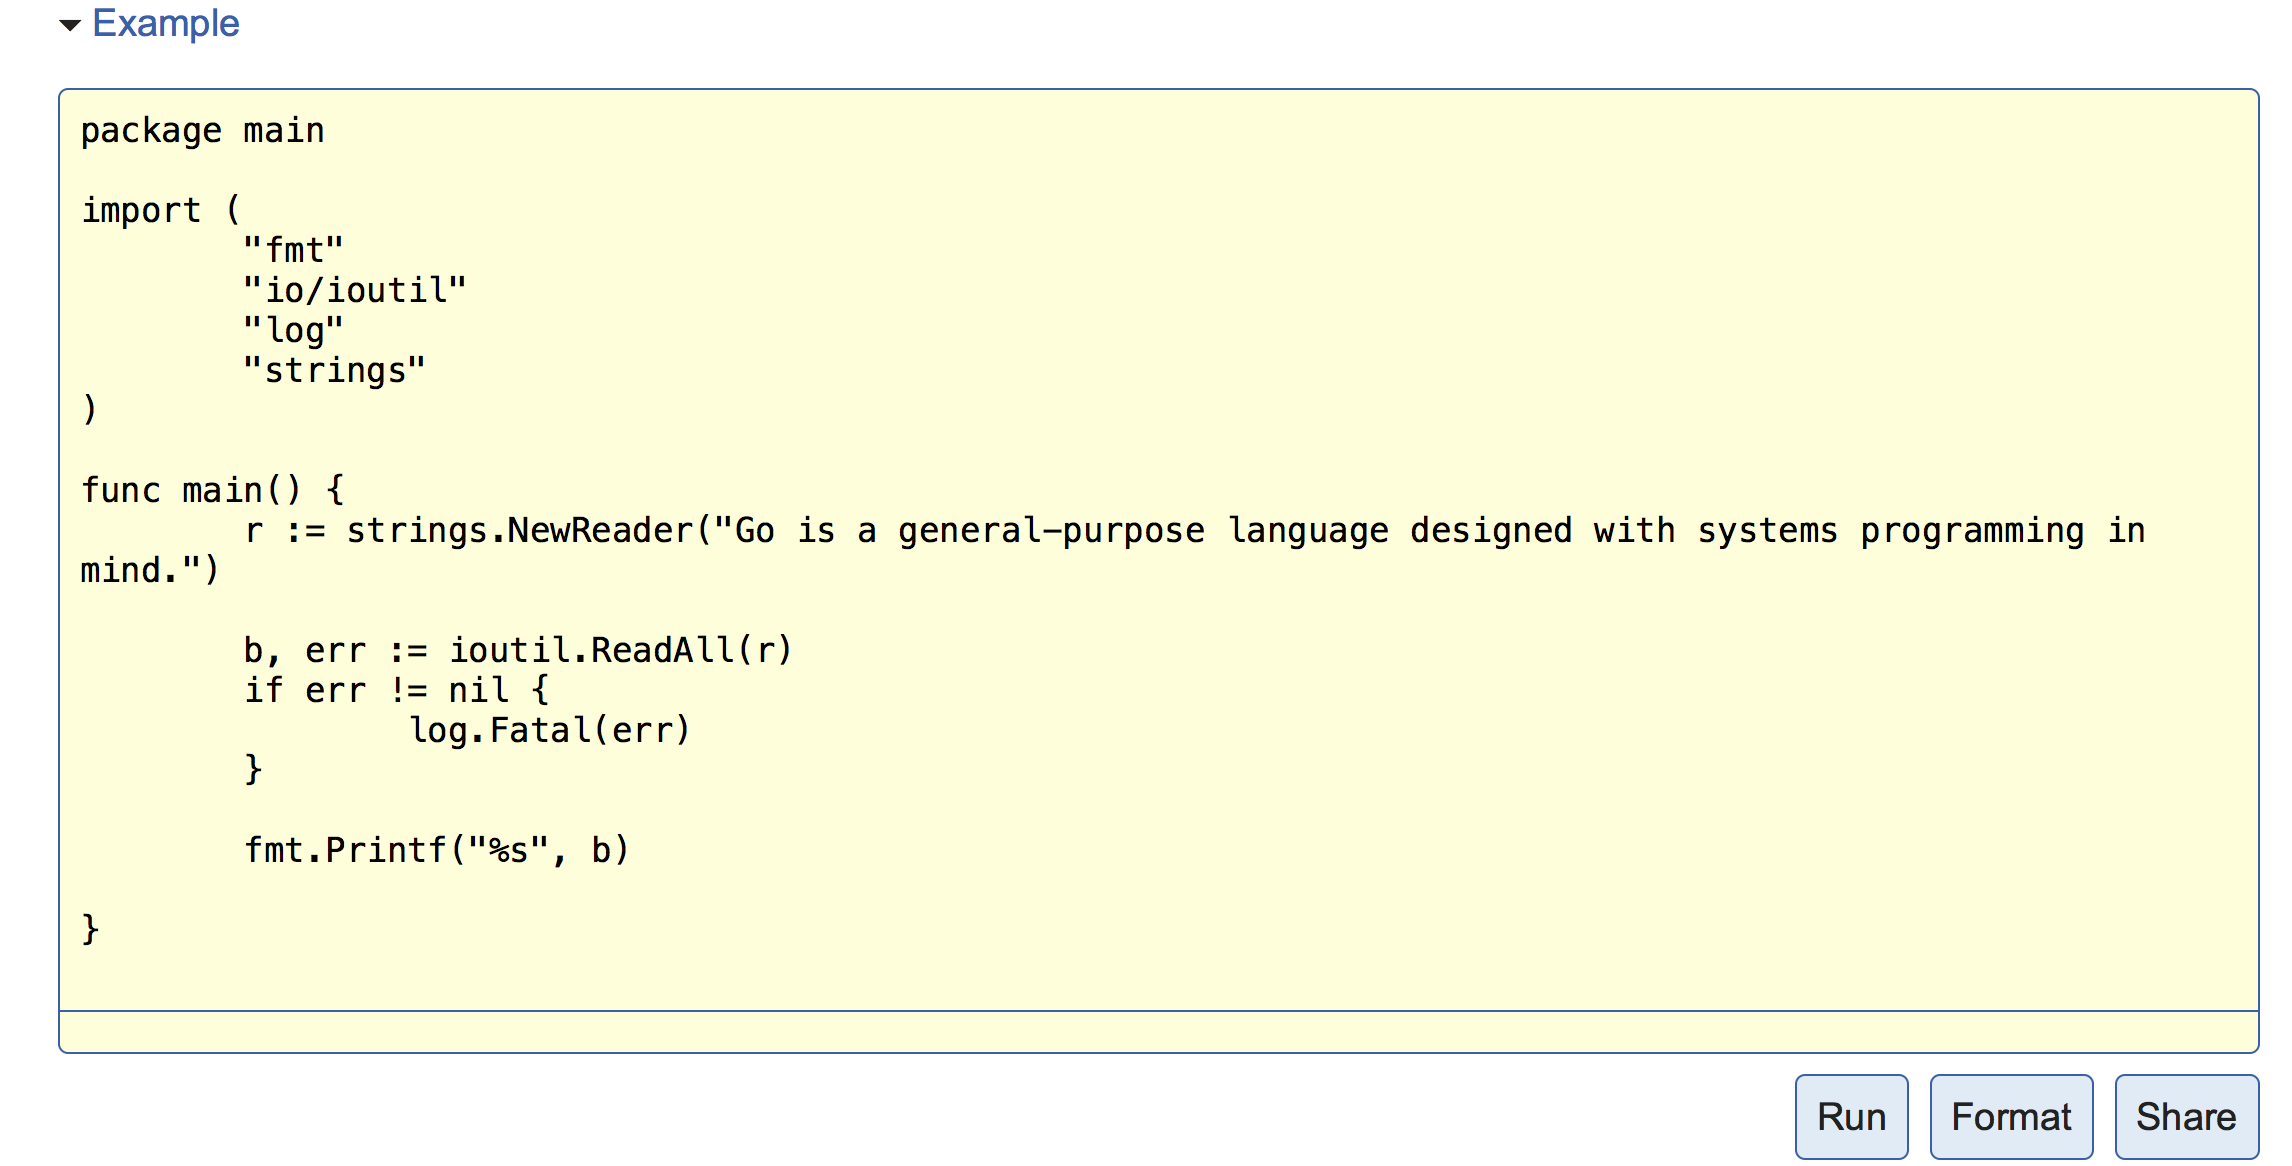 Example
package main
import (
"fmt"
"io/ioutil"
"log"
"strings"
)
func main() {
r := strings.NewReader("Go is a general-purpose language designed with systems programming in
mind.")
b, err := ioutil.ReadAll(r)
if err != nil {
log.Fatal(err)
}
fmt.Printf("%s", b)
}
Run Format Share